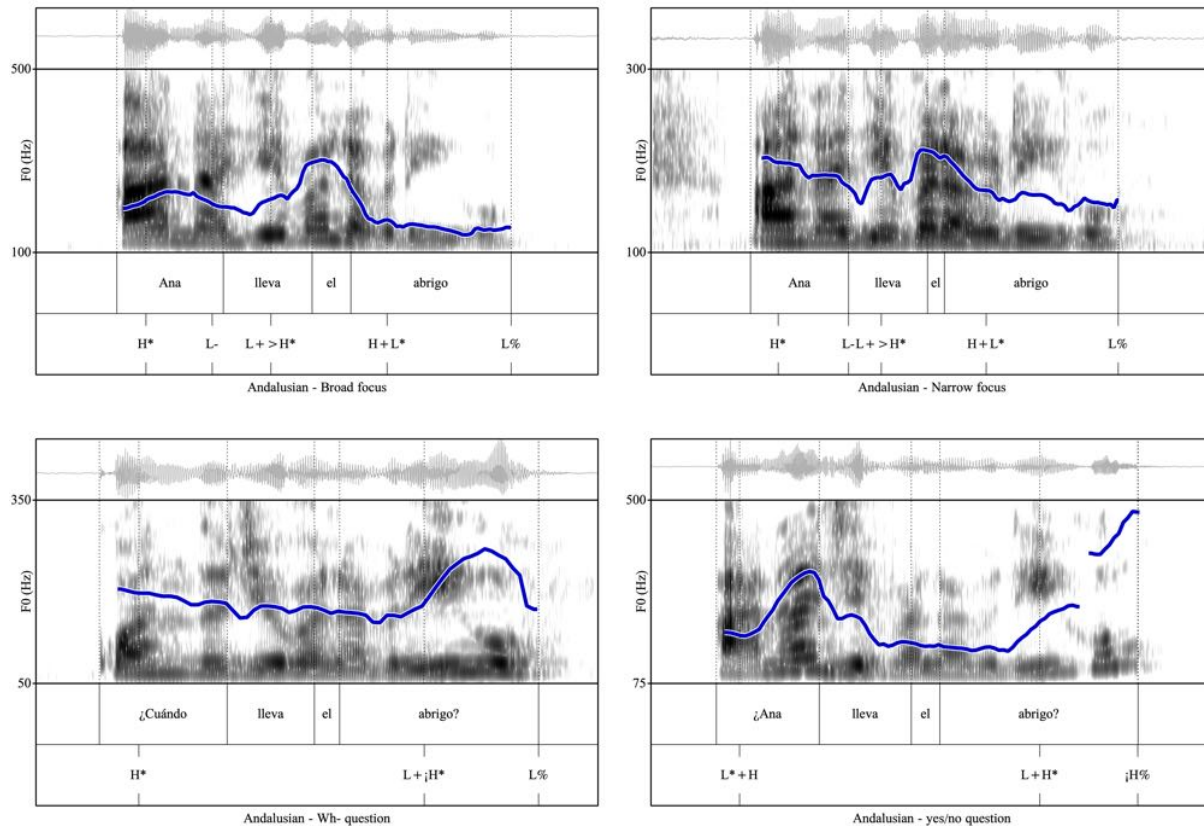 500
F0 (Hz)
100
Ana lleva el abrigo
H* L- L+>H* H+L* L%
Andalusian - Broad focus
300
F0 (Hz)
100
Ana lleva el abrigo
H* L-L+>H* H+L* L%
Andalusian - Narrow focus
350
F0 (Hz)
50
¿Cuándo lleva el abrigo?
H* L+¡H* L%
Andalusian - Wh- question
500
F0 (Hz)
75
¿Ana lleva el abrigo?
L*+H L+H* ¡H%
Andalusian - yes/no question